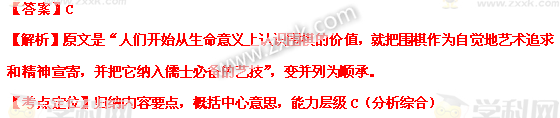 【答案】C
【解析】原文是“人们开始从生命意义上认识围棋的价值，就把围棋作为自觉地艺术追求
和精神宣寄，并把它纳入儒士必备的艺技”，变并列为顺承。
【考点定位】归纳内容要点，概括中心意思，能力层级 C（分析综合）
www.zxxk.com
学科网